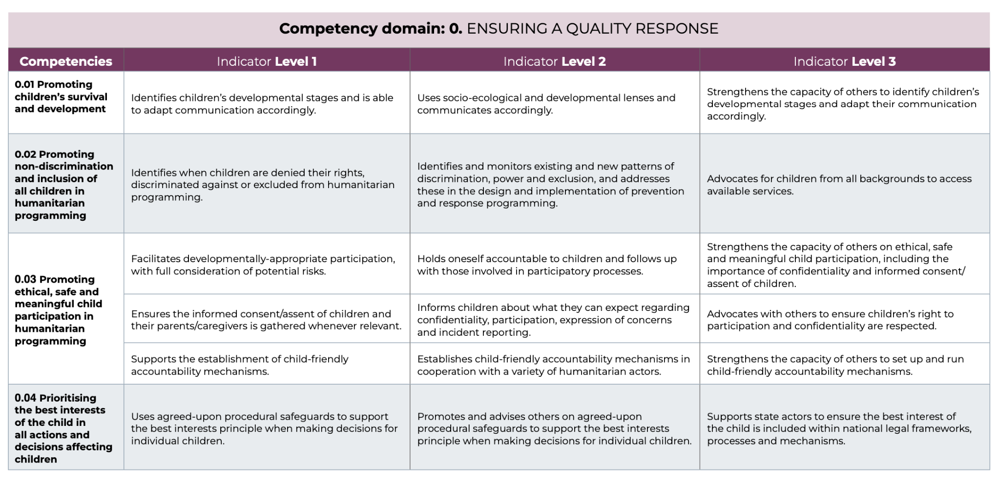 Competency domain: 0. ENSURING A QUALITY RESPONSE
Competencies
Indicator Level 1
Indicator Level 2
Indicator Level 3
0.01 Promoting
children’s survival
and development
Identifies children’s developmental stages and is able
to adapt communication accordingly.
Uses socio-ecological and developmental lenses and
communicates accordingly.
Strengthens the capacity of others to identify children’s
developmental stages and adapt their communication
accordingly.
0.02 Promoting
non-discrimination
and inclusion of
all children in
humanitarian
programming
Identifies when children are denied their rights,
discriminated against or excluded from humanitarian
programming.
Identifies and monitors existing and new patterns of
discrimination, power and exclusion, and addresses
these in the design and implementation of prevention
and response programming.
Advocates for children from all backgrounds to access
available services.
0.03 Promoting
ethical, safe and
meaningful child
participation in
humanitarian
programming
Facilitates developmentally-appropriate participation,
with full consideration of potential risks.
Holds oneself accountable to children and follows up
with those involved in participatory processes.
Strengthens the capacity of others on ethical, safe
and meaningful child participation, including the
importance of confidentiality and informed consent/
assent of children.
Ensures the informed consent/assent of children and
their parents/caregivers is gathered whenever relevant.
Informs children about what they can expect regarding
confidentiality, participation, expression of concerns
and incident reporting.
Advocates with others to ensure children’s right to
participation and confidentiality are respected.
Supports the establishment of child-friendly
accountability mechanisms.
Establishes child-friendly accountability mechanisms in
cooperation with a variety of humanitarian actors.
Strengthens the capacity of others to set up and run
child-friendly accountability mechanisms.
0.04 Prioritising
the best interests
of the child in
all actions and
decisions affecting
children
Uses agreed-upon procedural safeguards to support
the best interests principle when making decisions for
individual children.
Promotes and advises others on agreed-upon
procedural safeguards to support the best interests
principle when making decisions for individual children.
Supports state actors to ensure the best interest of
the child is included within national legal frameworks,
processes and mechanisms.